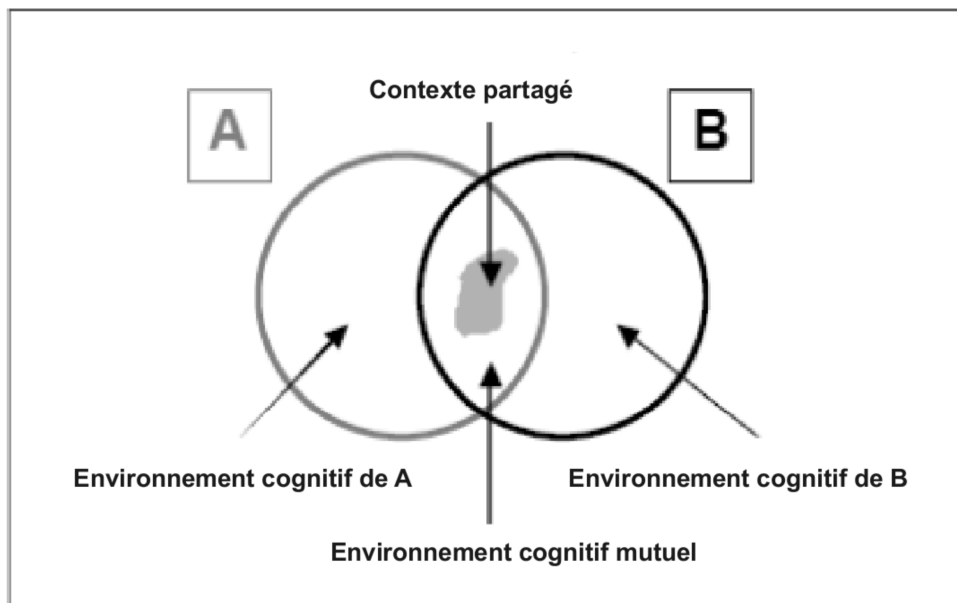 Contexte partagé
A
B
Environnement cognitif de A
Environnement cognitif de B
Environnement cognitif mutuel